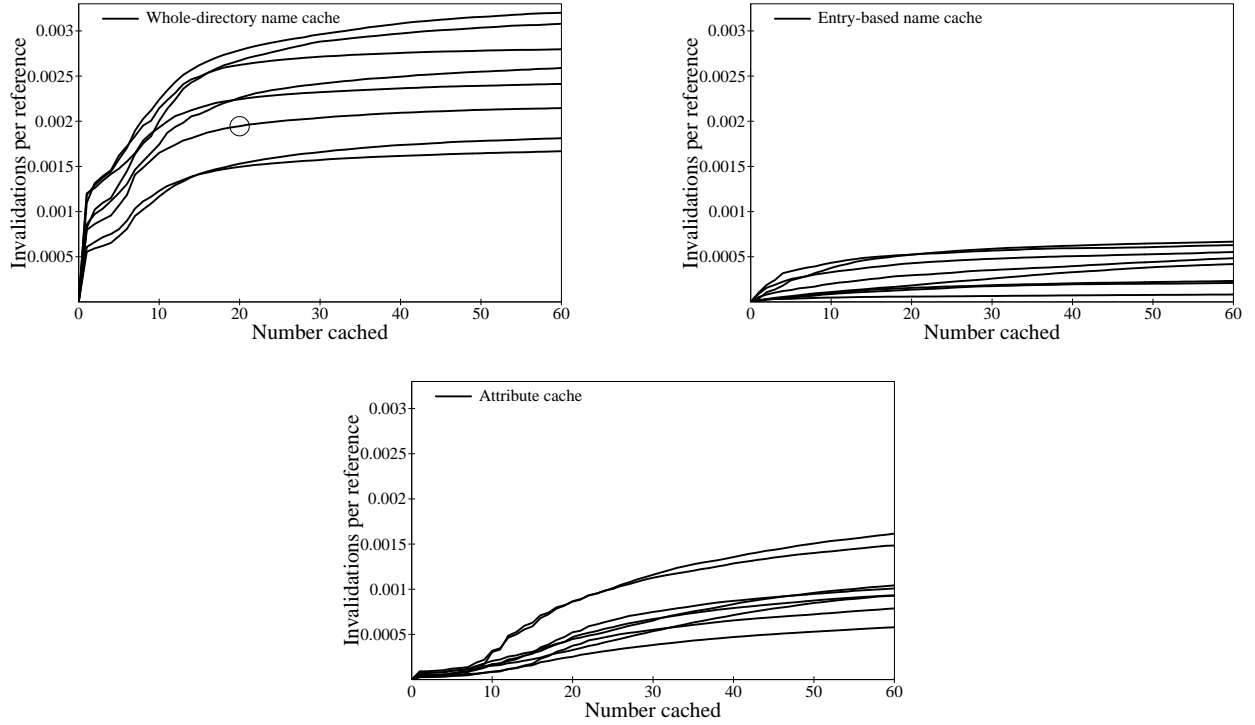 Whole-directory name cache
0.003
0.0025
0.002
0.0015
0.001
0.0005
Invalidations per reference
0 10 20 30 40 50 60
Number cached
Entry-based name cache
0.003
0.0025
0.002
0.0015
0.001
0.0005
Invalidations per reference
0 10 20 30 40 50 60
Number cached
Attribute cache
0.003
0.0025
0.002
0.0015
0.001
0.0005
Invalidations per reference
0 10 20 30 40 50 60
Number cached